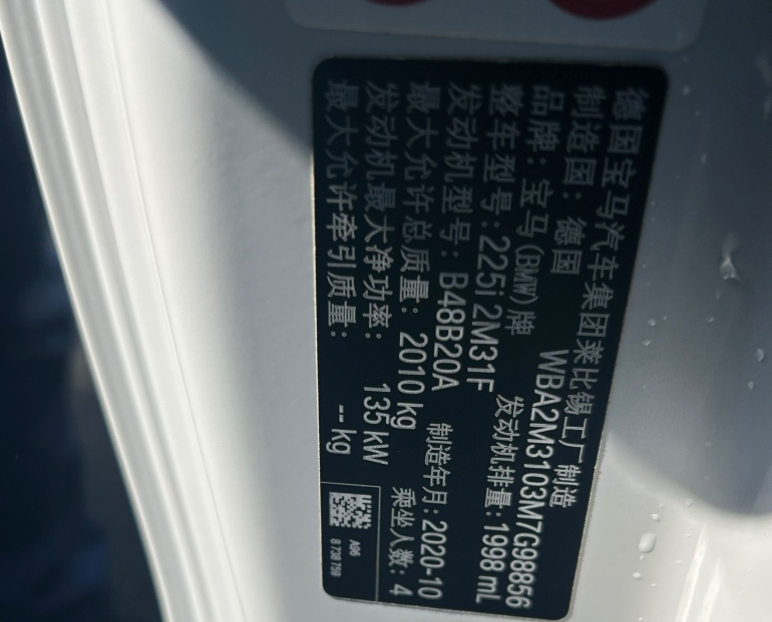 德国宝马汽车集团莱比锡工厂制造
制造国：德国 WBA2M3103M7G98856
品牌：宝马(BMW)牌 发动机排量：1998 mL
整车型号：225i 2M31F
发动机型号：B48B20A 制造年月：2020-10
最大允许总质量：2010 kg 乘坐人数：4
发动机最大净功率：135 kW
最大允许牵引质量：-- kg
A96
8 738 759